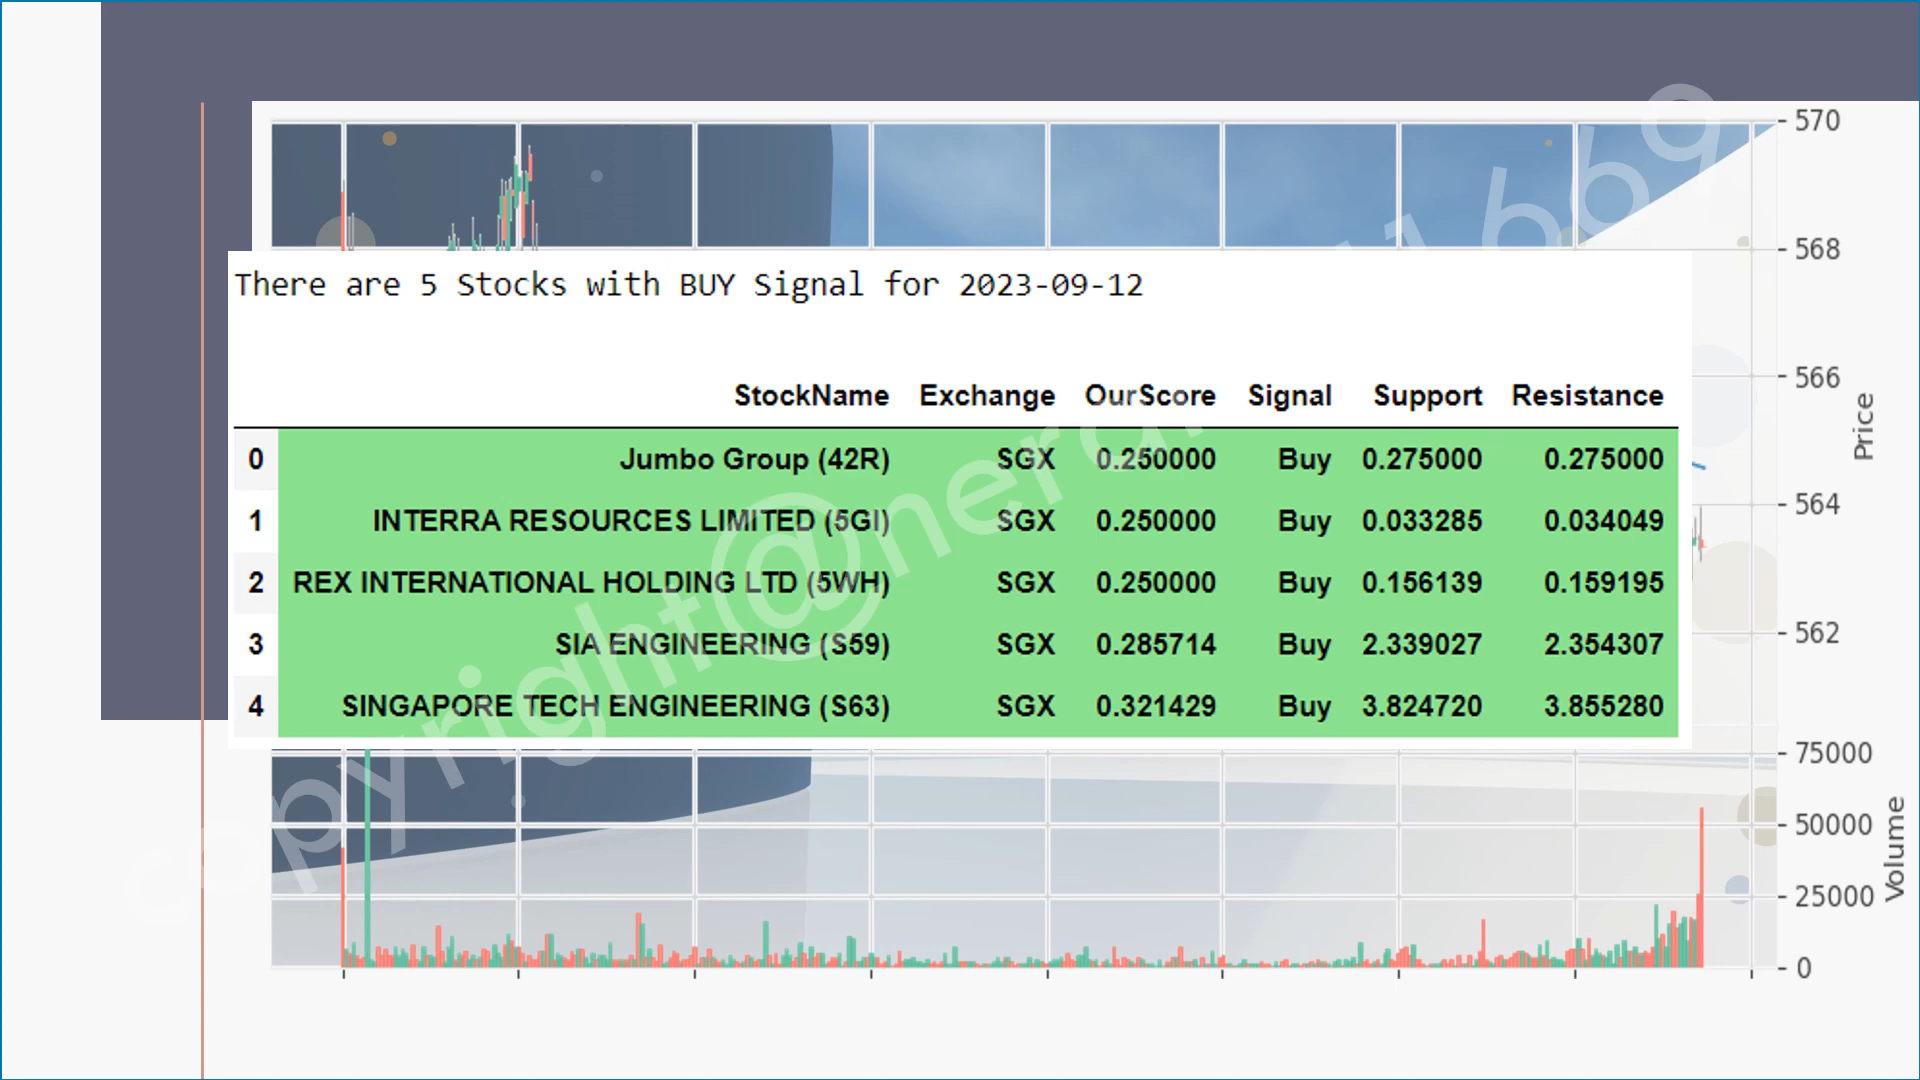 570
568
There are 5 Stocks with BUY Signal for 2023-09-12
566
StockName Exchange OurScore Signal Support Resistance
Price
0 Jumbo Group (42R) SGX 0.250000 Buy 0.275000 0.275000
1 INTERRA RESOURCES LIMITED (5GI) SGX 0.250000 Buy 0.033285 0.034049
564
2 REX INTERNATIONAL HOLDING LTD (5WH) SGX 0.250000 Buy 0.156139 0.159195
3 SIA ENGINEERING (S59) SGX 0.285714 Buy 2.339027 2.354307
562
4 SINGAPORE TECH ENGINEERING (S63) SGX 0.321429 Buy 3.824720 3.855280
75000
50000
Volume
25000
0